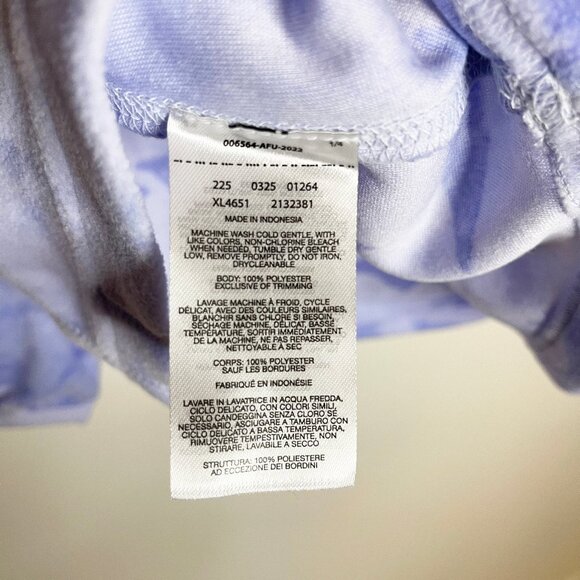 006564-AFU-2022 1/4
225 0325 01264
XL4651 2132381
MADE IN INDONESIA
MACHINE WASH COLD GENTLE, WITH
LIKE COLORS, NON-CHLORINE BLEACH
WHEN NEEDED, TUMBLE DRY GENTLE
LOW, REMOVE PROMPTLY, DO NOT IRON,
DRYCLEANABLE
BODY: 100% POLYESTER
EXCLUSIVE OF TRIMMING
LAVAGE MACHINE À FROID, CYCLE
DÉLICAT, AVEC DES COULEURS SIMILAIRES,
BLANCHIR SANS CHLORE SI BESOIN,
SÉCHAGE MACHINE, DÉLICAT, BASSE
TEMPÉRATURE, SORTIR IMMÉDIATEMENT
DE LA MACHINE, NE PAS REPASSER,
NETTOYABLE A SEC
CORPS: 100% POLYESTER
SAUF LES BORDURES
FABRIQUÉ EN INDONÉSIE
LAVARE IN LAVATRICE IN ACQUA FREDDA,
CICLO DELICATO, CON COLORI SIMILI,
SOLO CANDEGGINA SENZA CLORO SE
NECESSARIO, ASCIUGARE A TAMBURO CON
CICLO DELICATO A BASSA TEMPERATURA,
RIMUOVERE TEMPESTIVAMENTE, NON
STIRARE, LAVABILE A SECCO
STRUTTURA: 100% POLIESTERE
AD ECCEZIONE DEI BORDINI